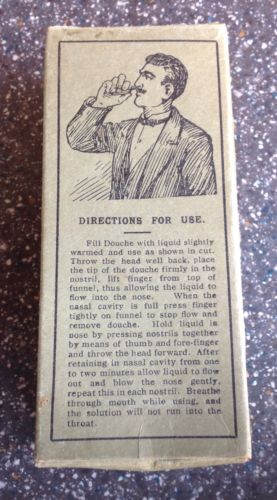 DIRECTIONS FOR USE.
Fill Douche with liquid slightly
warmed and use as shown in cut.
Throw the head well back, place
the tip of the douche firmly in the
nostril, lift finger from top of
funnel, thus allowing the liquid to
flow into the nose. When the
nasal cavity is full press finger
tightly on funnel to stop flow and
remove douche. Hold liquid in
nose by pressing nostrils together
by means of thumb and fore-finger
and throw the head forward. After
retaining in nasal cavity from one
to two minutes allow liquid to flow
out and blow the nose gently,
repeat this in each nostril. Breathe
through mouth while using, and
the solution will not run into the
throat.